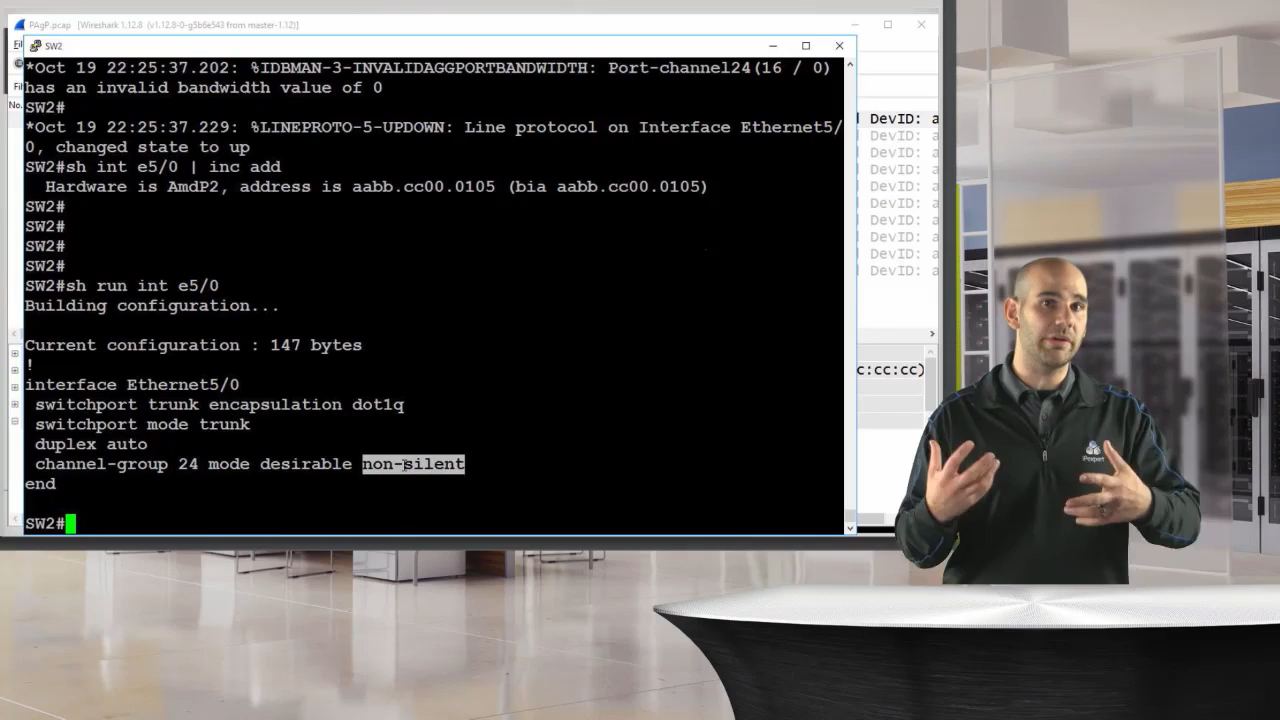 PAgP.pcap [Wireshark 1.12.8 (v1.12.8-0-g5b6e543 from master-1.12)]
SW2
*Oct 19 22:25:37.202: %IDBMAN-3-INVALIDAGGPORTBANDWIDTH: Port-channel24(16 / 0)
has an invalid bandwidth value of 0
SW2#
*Oct 19 22:25:37.229: %LINEPROTO-5-UPDOWN: Line protocol on Interface Ethernet5/
0, changed state to up
SW2#sh int e5/0 | inc add
Hardware is AmdP2, address is aabb.cc00.0105 (bia aabb.cc00.0105)
SW2#
SW2#
SW2#
SW2#
SW2#sh run int e5/0
Building configuration...
Current configuration : 147 bytes
!
interface Ethernet5/0
switchport trunk encapsulation dot1q
switchport mode trunk
duplex auto
channel-group 24 mode desirable non-silent
end
SW2#
Fil
No.
DevID: a
DevID: a
DevID: a
DevID: a
DevID: a
DevID: a
DevID: a
DevID: a
DevID: a
DevID: a
c:cc:cc)
iPexpert